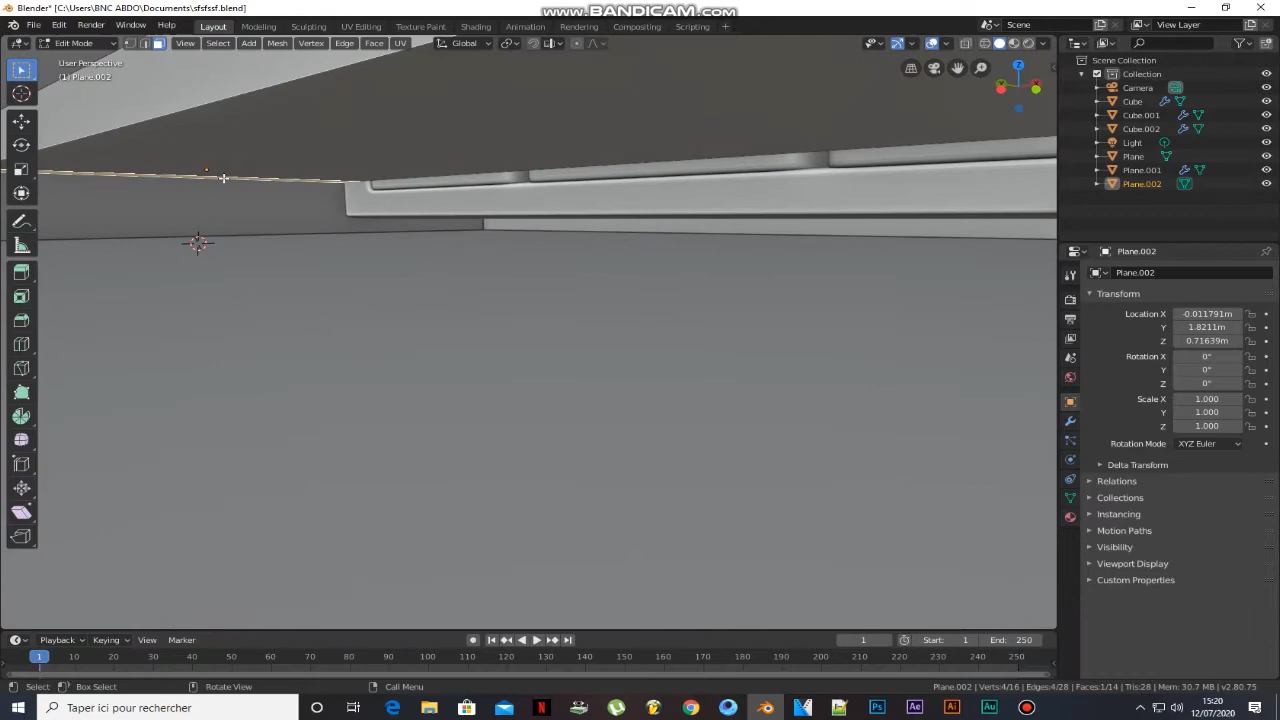 Blender* [C:\Users\BNC ABDO\Documents\sfsfssf.blend]
www.BANDICAM.com
File Edit Render Window Help
Layout Modeling Sculpting UV Editing Texture Paint Shading Animation Rendering Compositing Scripting +
Scene View Layer
Edit Mode View Select Add Mesh Vertex Edge Face UV Global
User Perspective
(1) Plane.002
Z
Scene Collection
Collection
Camera
Cube
Cube.001
Cube.002
Light
Plane
Plane.001
Plane.002
Plane.002
Plane.002
Transform
Location X -0.011791m
Y 1.8211m
Z 0.71639m
Rotation X 0°
Y 0°
Z 0°
Scale X 1.000
Y 1.000
Z 1.000
Rotation Mode XYZ Euler
Delta Transform
Relations
Collections
Instancing
Motion Paths
Visibility
Viewport Display
Custom Properties
Playback Keying View Marker 1 Start: 1 End: 250
1 10 20 30 40 50 60 70 80 90 100 110 120 130 140 150 160 170 180 190 200 210 220 230 240 250
Select Box Select Rotate View Call Menu Plane.002 | Verts:4/16 | Edges:4/28 | Faces:1/14 | Tris:28 | Mem: 30.7 MB | v2.80.75
Taper ici pour rechercher
15:20
12/07/2020